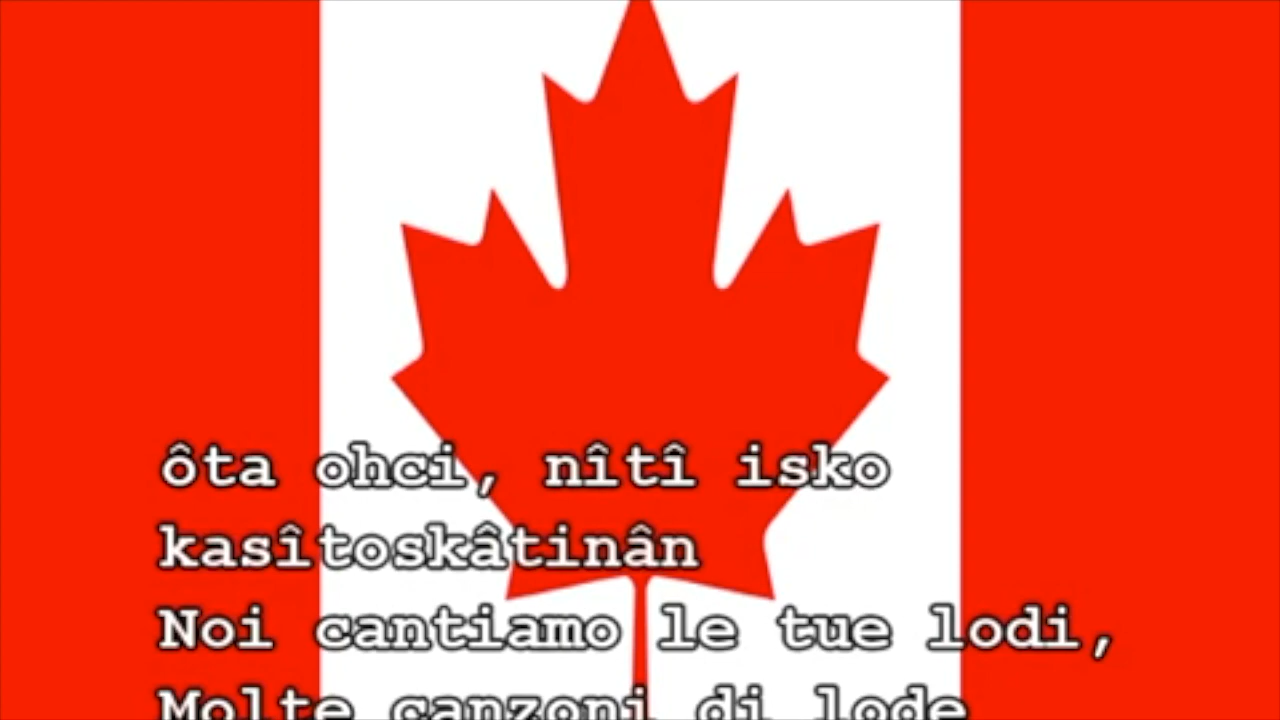 ôta ohci, nîtî isko
kasîtoskâtinân
Noi cantiamo le tue lodi,
Molte canzoni di lode